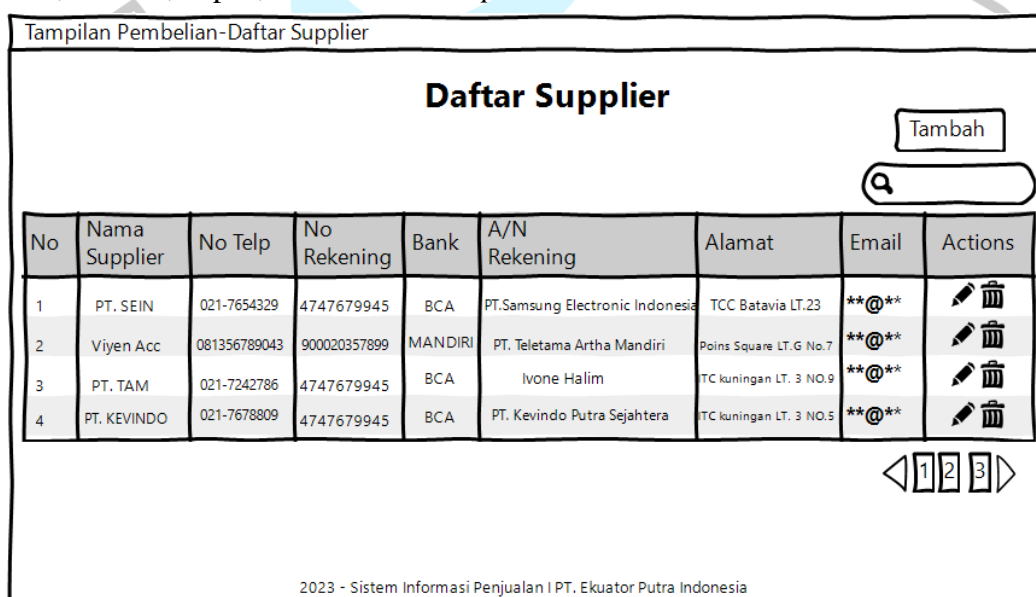 Tampilan Pembelian-Daftar Supplier
Daftar Supplier
Tambah
No Nama Supplier No Telp No Rekening Bank A/N Rekening Alamat Email Actions
1 PT. SEIN 021-7654329 4747679945 BCA PT.Samsung Electronic Indonesia TCC Batavia LT.23 **@**
2 Viyen Acc 081356789043 900020357899 MANDIRI PT. Teletama Artha Mandiri Poins Square LT.G No.7 **@**
3 PT. TAM 021-7242786 4747679945 BCA Ivone Halim ITC kuningan LT. 3 NO.9 **@**
4 PT. KEVINDO 021-7678809 4747679945 BCA PT. Kevindo Putra Sejahtera ITC kuningan LT. 3 NO.5 **@**
1 2 3
2023 - Sistem Informasi Penjualan I PT. Ekuator Putra Indonesia